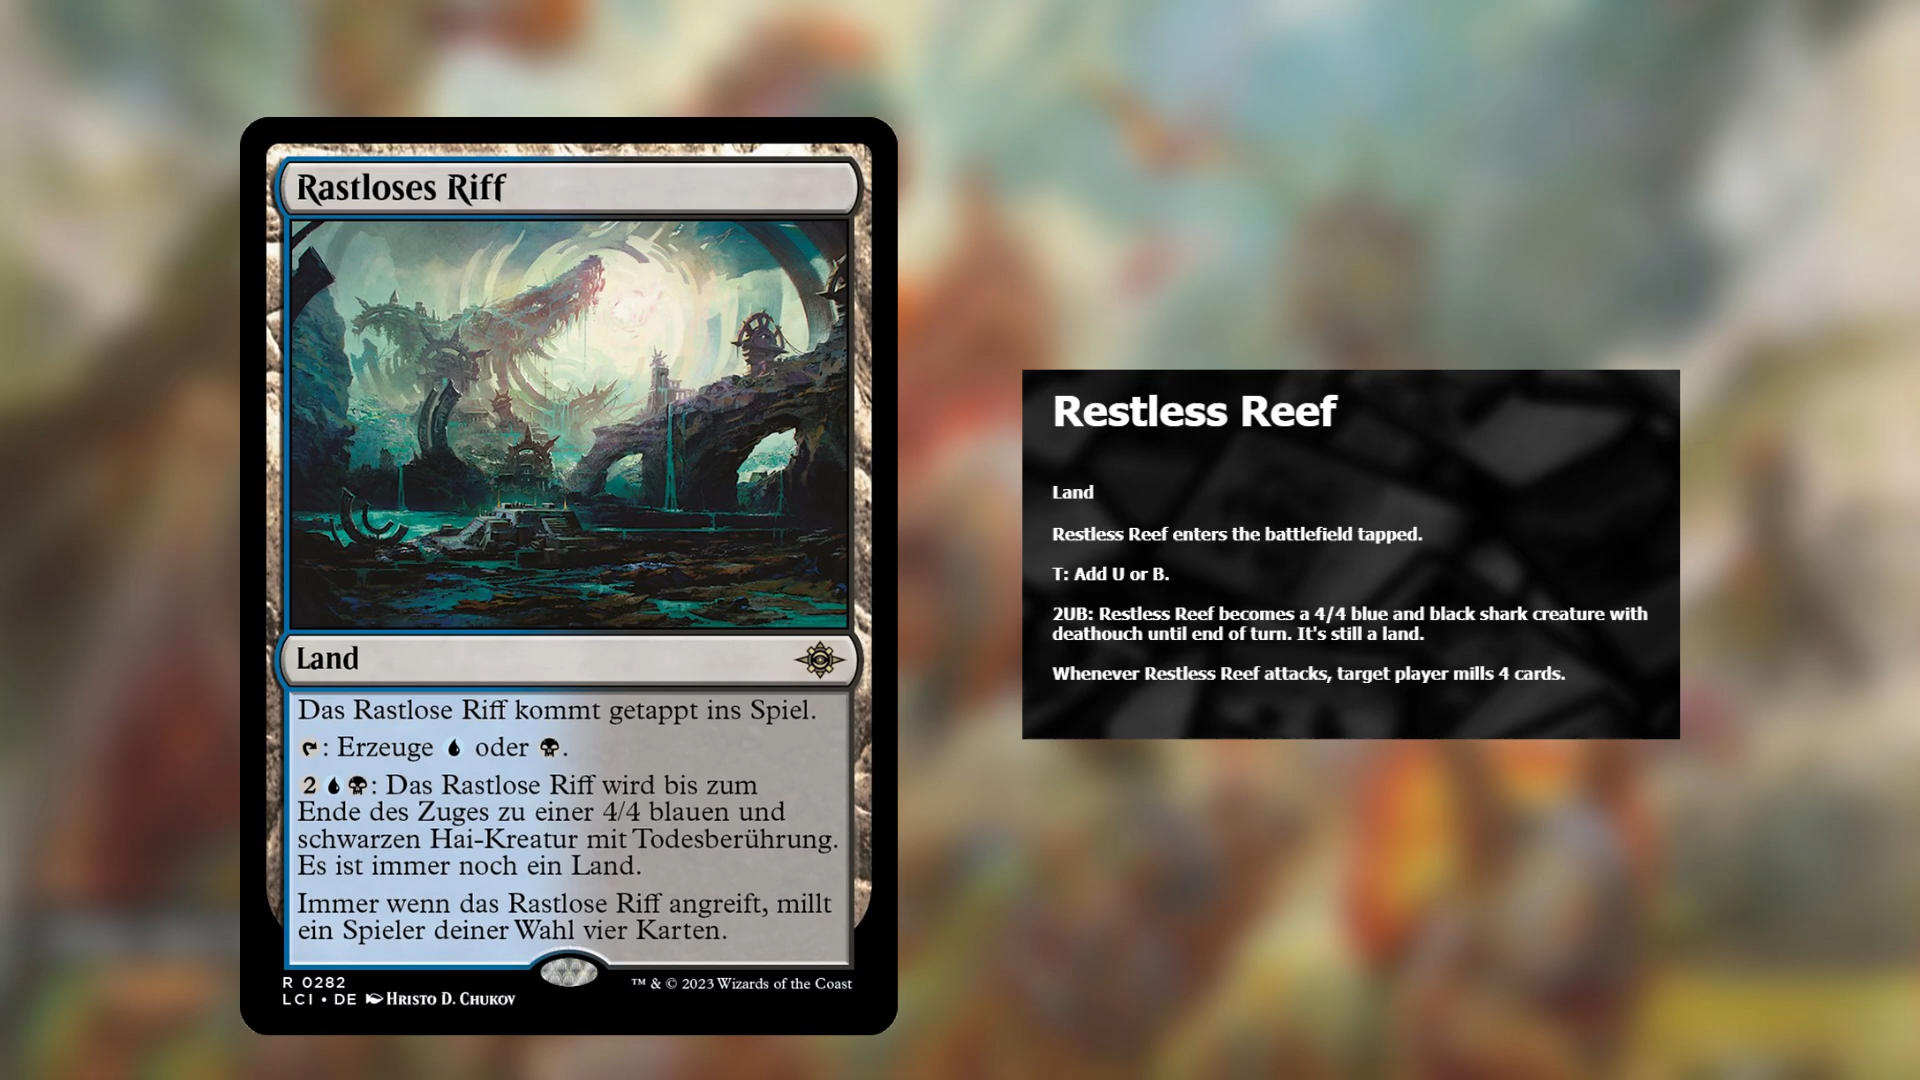 Rastloses Riff
Land
Das Rastlose Riff kommt getappt ins Spiel.
: Erzeuge oder .
2 : Das Rastlose Riff wird bis zum
Ende des Zuges zu einer 4/4 blauen und
schwarzen Hai-Kreatur mit Todesberührung.
Es ist immer noch ein Land.
Immer wenn das Rastlose Riff angreift, millt
ein Spieler deiner Wahl vier Karten.
R 0282
LCI • DE Hristo D. Chukov
™ & © 2023 Wizards of the Coast
Restless Reef
Land
Restless Reef enters the battlefield tapped.
T: Add U or B.
2UB: Restless Reef becomes a 4/4 blue and black shark creature with
deathouch until end of turn. It's still a land.
Whenever Restless Reef attacks, target player mills 4 cards.